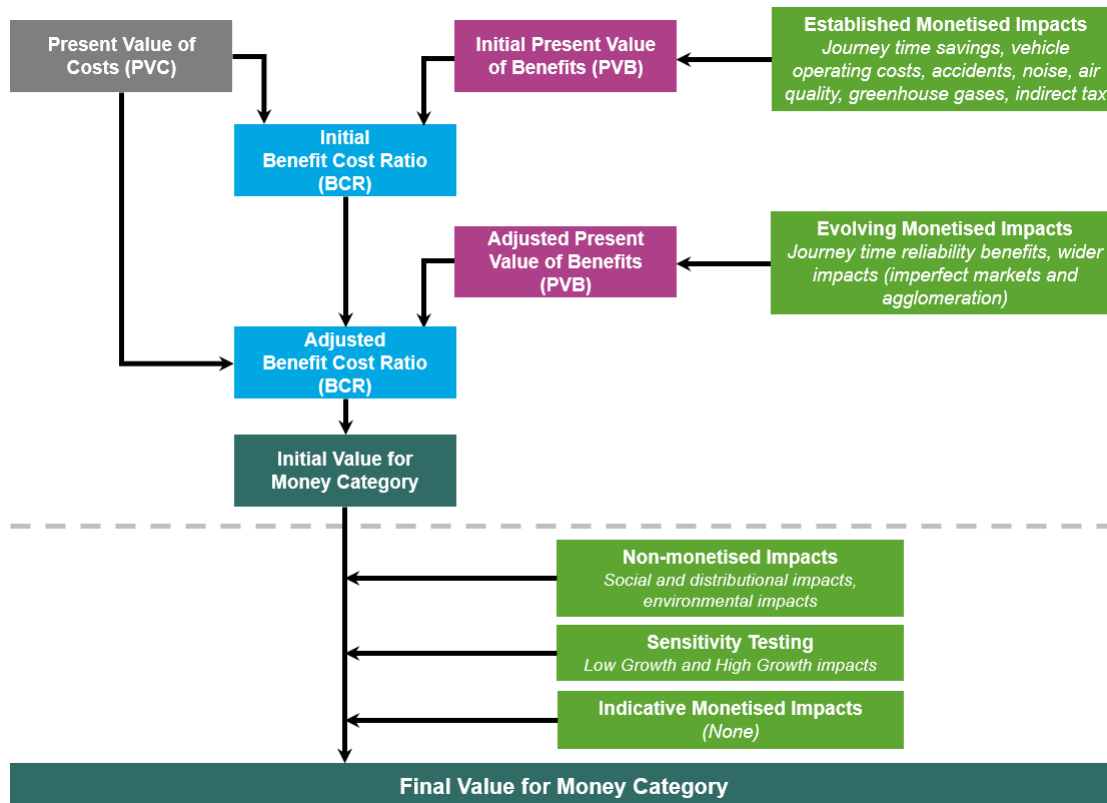 Present Value of
Costs (PVC)
Initial Present Value
of Benefits (PVB)
Established Monetised Impacts
Journey time savings, vehicle
operating costs, accidents, noise, air
quality, greenhouse gases, indirect tax
Initial
Benefit Cost Ratio
(BCR)
Adjusted Present
Value of Benefits
(PVB)
Evolving Monetised Impacts
Journey time reliability benefits, wider
impacts (imperfect markets and
agglomeration)
Adjusted
Benefit Cost Ratio
(BCR)
Initial Value for
Money Category
Non-monetised Impacts
Social and distributional impacts,
environmental impacts
Sensitivity Testing
Low Growth and High Growth impacts
Indicative Monetised Impacts
(None)
Final Value for Money Category